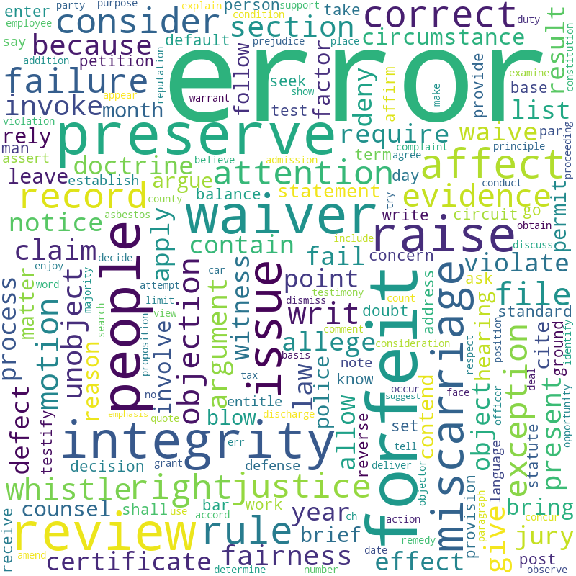 enter
party
purpose
explain
condition
support
person
take
duty
employee
say
consider
section
correct
result
constitution
addition
reputation
default
prejudice
place
circumstance
because
petition
error
follow
factor
seek
deny
affirm
provide
base
examine
failure
appear
warrant
show
test
make
list
invoke
month
preserve
require
waive
part
proceeding
violation
rely
man
doctrine
believe
admission
term
complaint
agree
principle
assert
argue
attention
day
affect
leave
establish
balance
statement
conduct
evidence
permit
record
asbestos
county
waiver
try
write
circuit
go
obtain
notice
contain
include
raise
discuss
claim
people
decide
apply
fail
concern
violate
process
enjoy
word
majority
attempt
car
issue
point
doubt
address
forfeit
miscarriage
ask
hearing
position
standard
file
identity
matter
unobject
search
limit
view
involve
objection
argument
witness
dismiss
writ
count
testimony
comment
consideration
allege
motion
reason
proposition
no
tax
basis
law
police
note
know
occur
suggest
respect
face
officer
cite
deal
ground
opportunity
defect
testify
integrity
emphasis
quote
blow
entitle
discharge
reverse
allow
set
tell
contend
object
language
exception
statute
present
decision
grant
err
defense
deliver
objector
paragraph
provision
whistle
right
justice
bring
counsel
shall
use
bar
work
year
ch
action
give
concur
receive
amend
review
rule
accord
brief
remedy
effect
jury
certificate
fairness
determine
number
date
post
observe